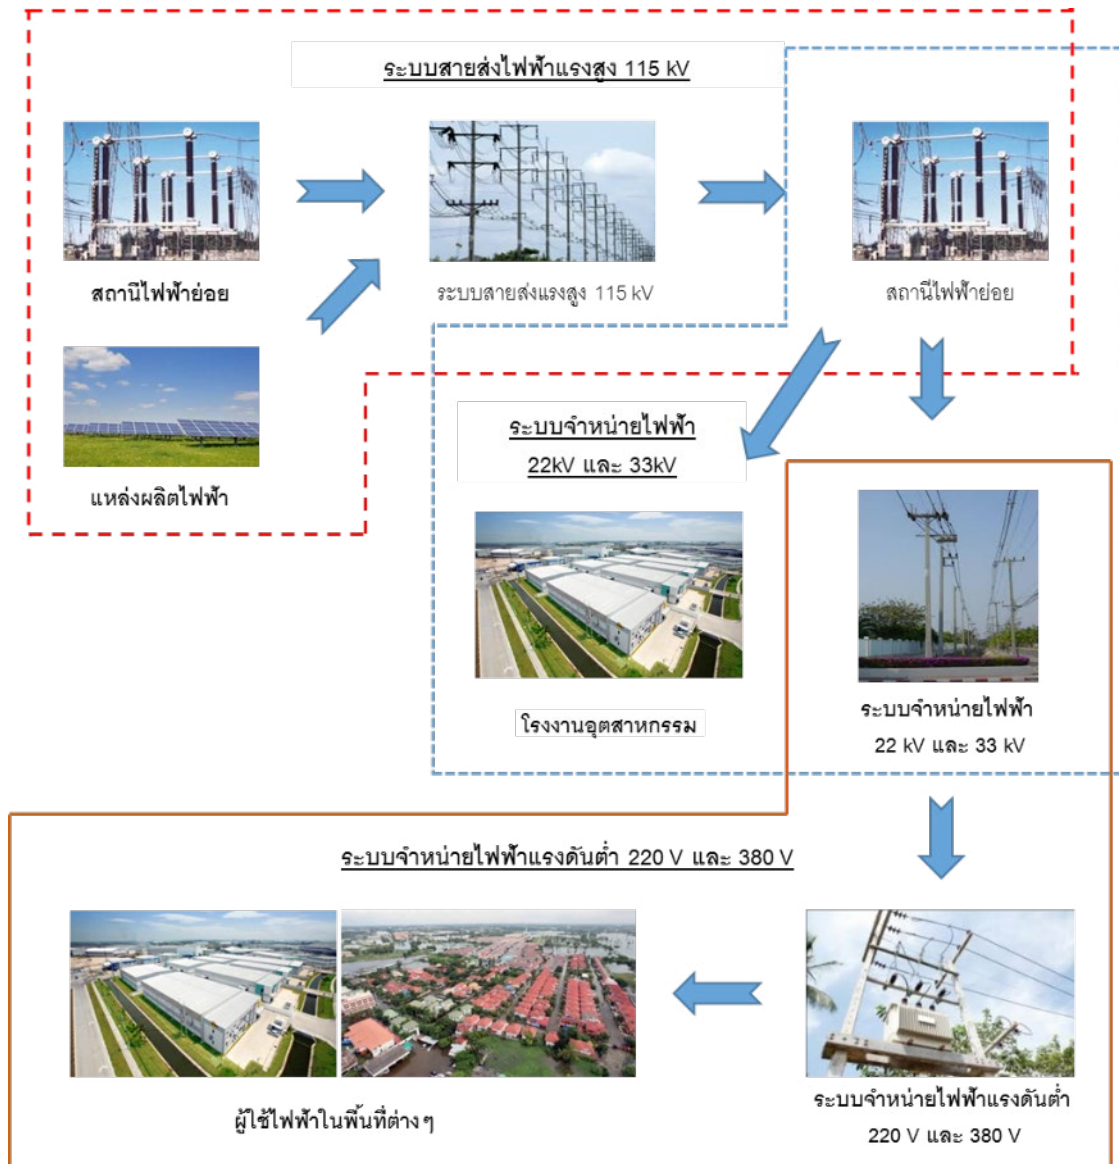 ระบบสายส่งไฟฟ้าแรงสูง 115 kV
สถานีไฟฟ้าย่อย
ระบบสายส่งแรงสูง 115 kV
สถานีไฟฟ้าย่อย
แหล่งผลิตไฟฟ้า
ระบบจำหน่ายไฟฟ้า
22kV และ 33kV
โรงงานอุตสาหกรรม
ระบบจำหน่ายไฟฟ้า
22 kV และ 33 kV
ระบบจำหน่ายไฟฟ้าแรงดันต่ำ 220 V และ 380 V
ผู้ใช้ไฟฟ้าในพื้นที่ต่างๆ
ระบบจำหน่ายไฟฟ้าแรงดันต่ำ
220 V และ 380 V